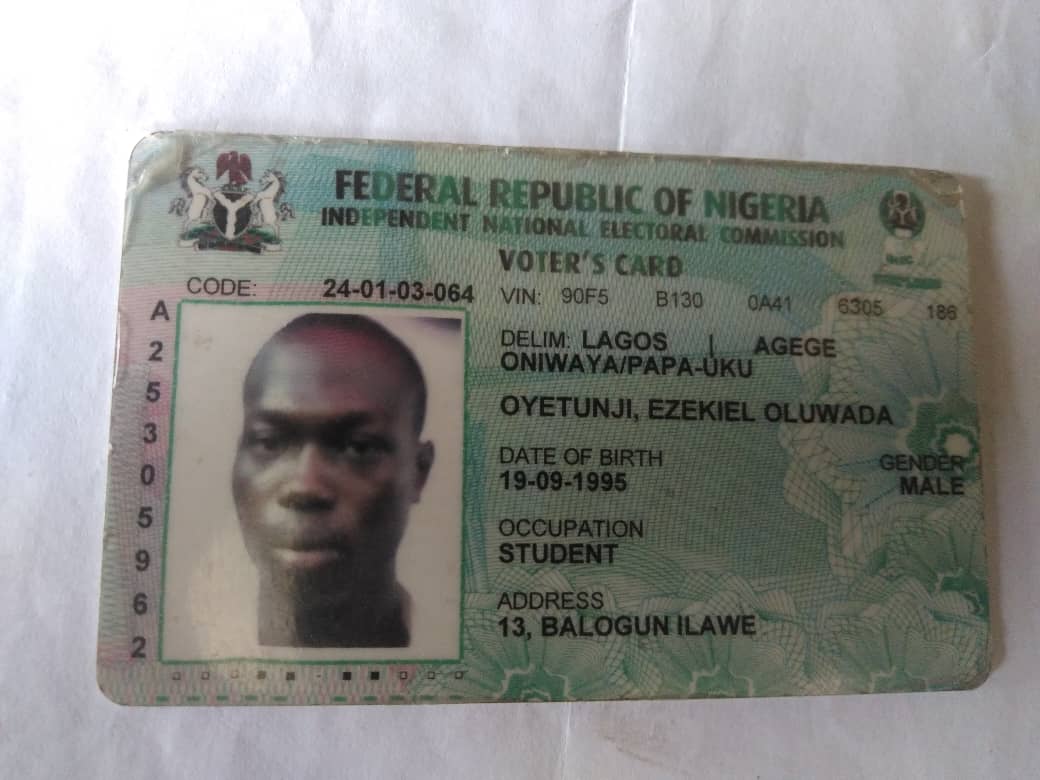 FEDERAL REPUBLIC OF NIGERIA
INDEPENDENT NATIONAL ELECTORAL COMMISSION
VOTER'S CARD
CODE: 24-01-03-064
VIN: 90F5 B130 0A41 6305 186
DELIM: LAGOS | AGEGE
ONIWAYA/PAPA-UKU
OYETUNJI, EZEKIEL OLUWADA
DATE OF BIRTH
19-09-1995
GENDER
MALE
OCCUPATION
STUDENT
ADDRESS
13, BALOGUN ILAWE
A
2
5
3
0
5
9
6
2